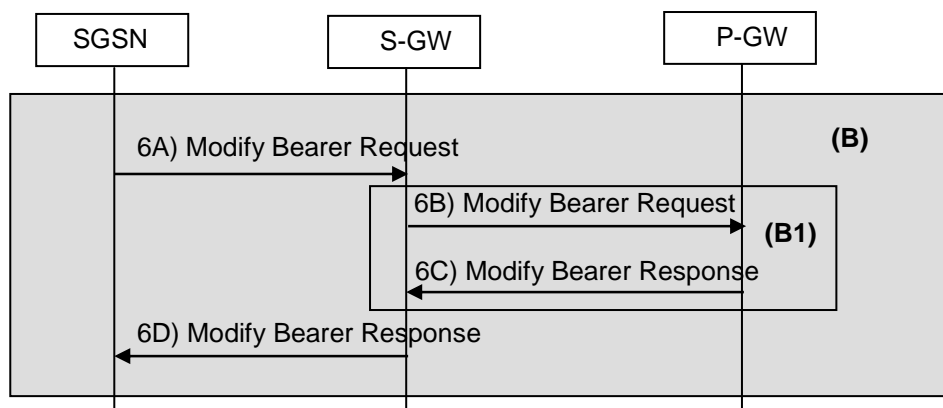 SGSN
S-GW
P-GW
(B)
6A) Modify Bearer Request
6B) Modify Bearer Request
(B1)
6C) Modify Bearer Response
6D) Modify Bearer Response